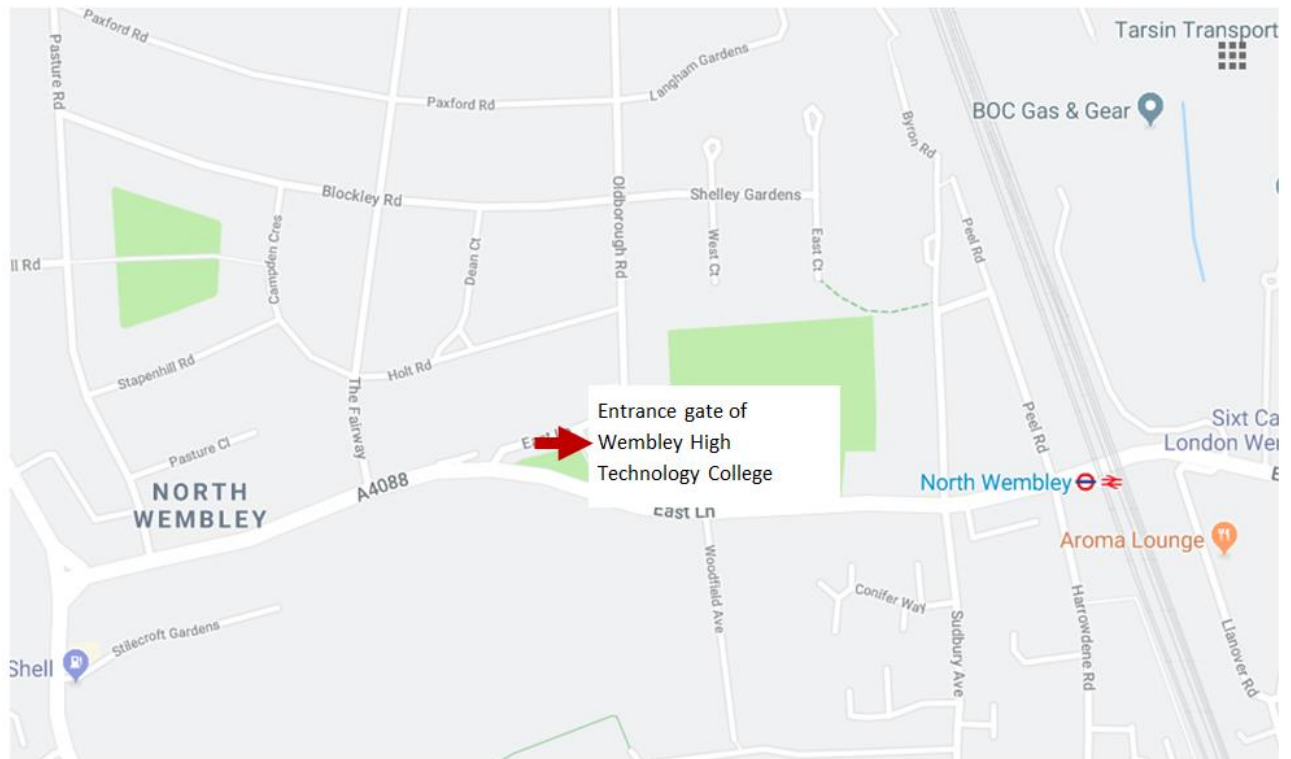 Paxford Rd
Tarsin Transport
Pasture Rd
Langham Gardens
Paxford Rd
BOC Gas & Gear
Byron Rd
Blockley Rd
Oldborough Rd
Shelley Gardens
Campden Cres
Dean Ct
West Ct
East Ct
Peel Rd
ll Rd
Stapenhill Rd
Holt Rd
The Fairway
Entrance gate of
Wembley High
Technology College
Peel Rd
Sixt Ca
London Wer
Pasture Cl
A4088
NORTH
WEMBLEY
North Wembley
East Ln
Aroma Lounge
Woodfield Ave
Conifer Way
Sudbury Ave
Harrowdene Rd
Llanover Rd
Stilecroft Gardens
Shell